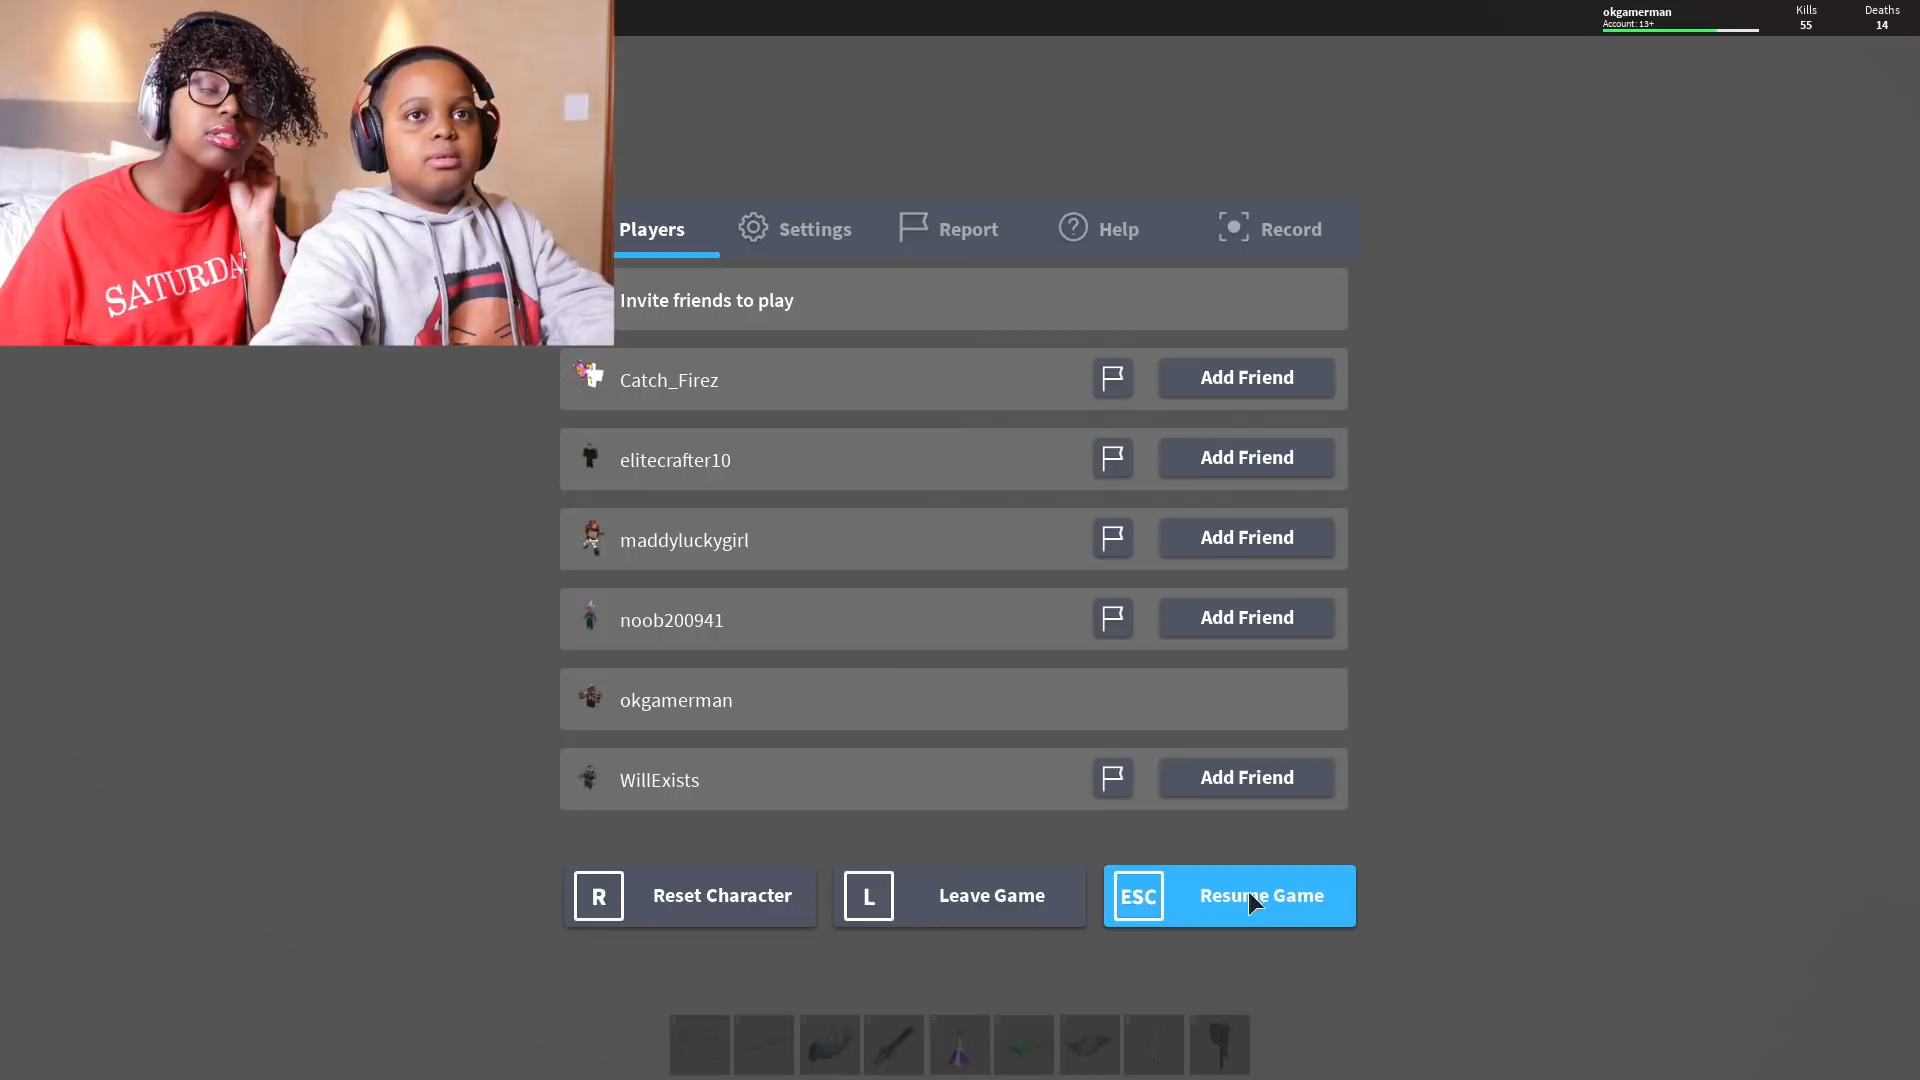 okgamerman
Account: 13+
Kills
55
Deaths
14
SATURDA
Players
Settings
Report
Help
Record
Invite friends to play
Catch_Firez
Add Friend
elitecrafter10
Add Friend
maddyluckygirl
Add Friend
noob200941
Add Friend
okgamerman
WillExists
Add Friend
R
Reset Character
L
Leave Game
ESC
Resume Game